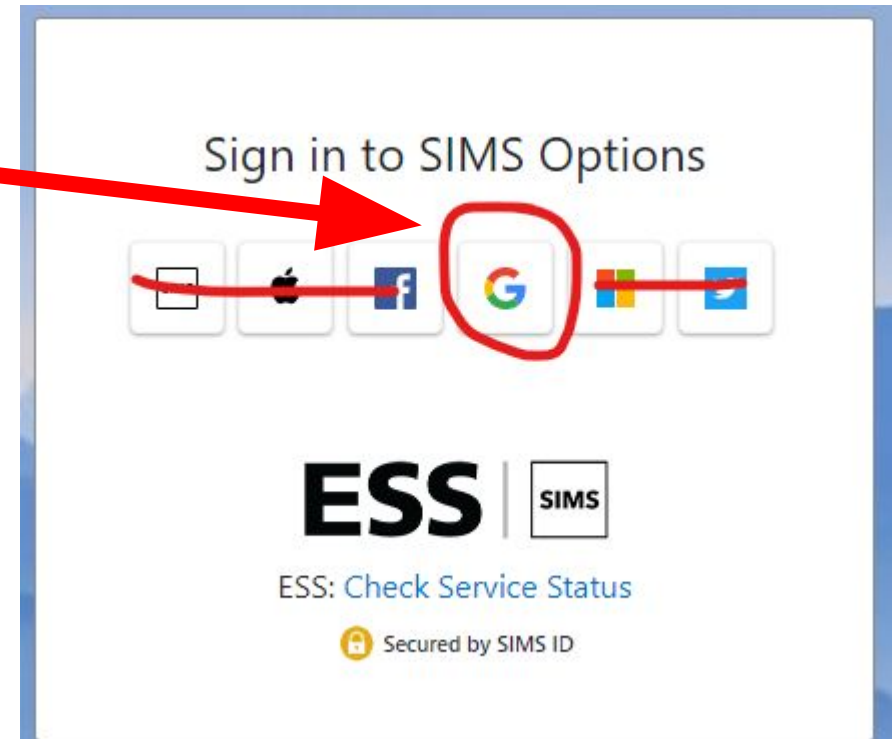 Sign in to SIMS Options
ESS SIMS
ESS: Check Service Status
Secured by SIMS ID